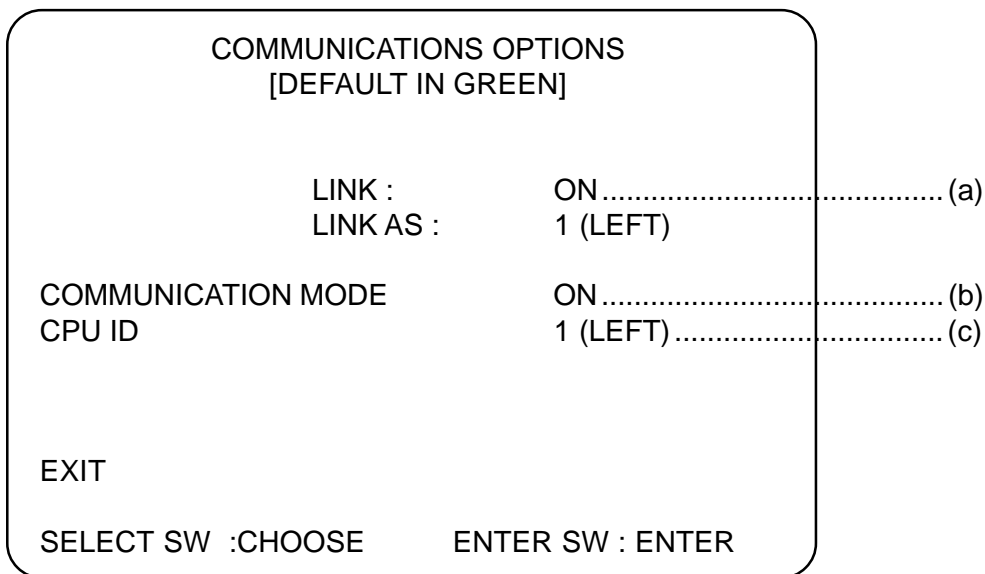 COMMUNICATIONS OPTIONS
[DEFAULT IN GREEN]
LINK : ON ......................................... (a)
LINK AS : 1 (LEFT)
COMMUNICATION MODE ON ......................................... (b)
CPU ID 1 (LEFT) ................................ (c)
EXIT
SELECT SW :CHOOSE ENTER SW : ENTER